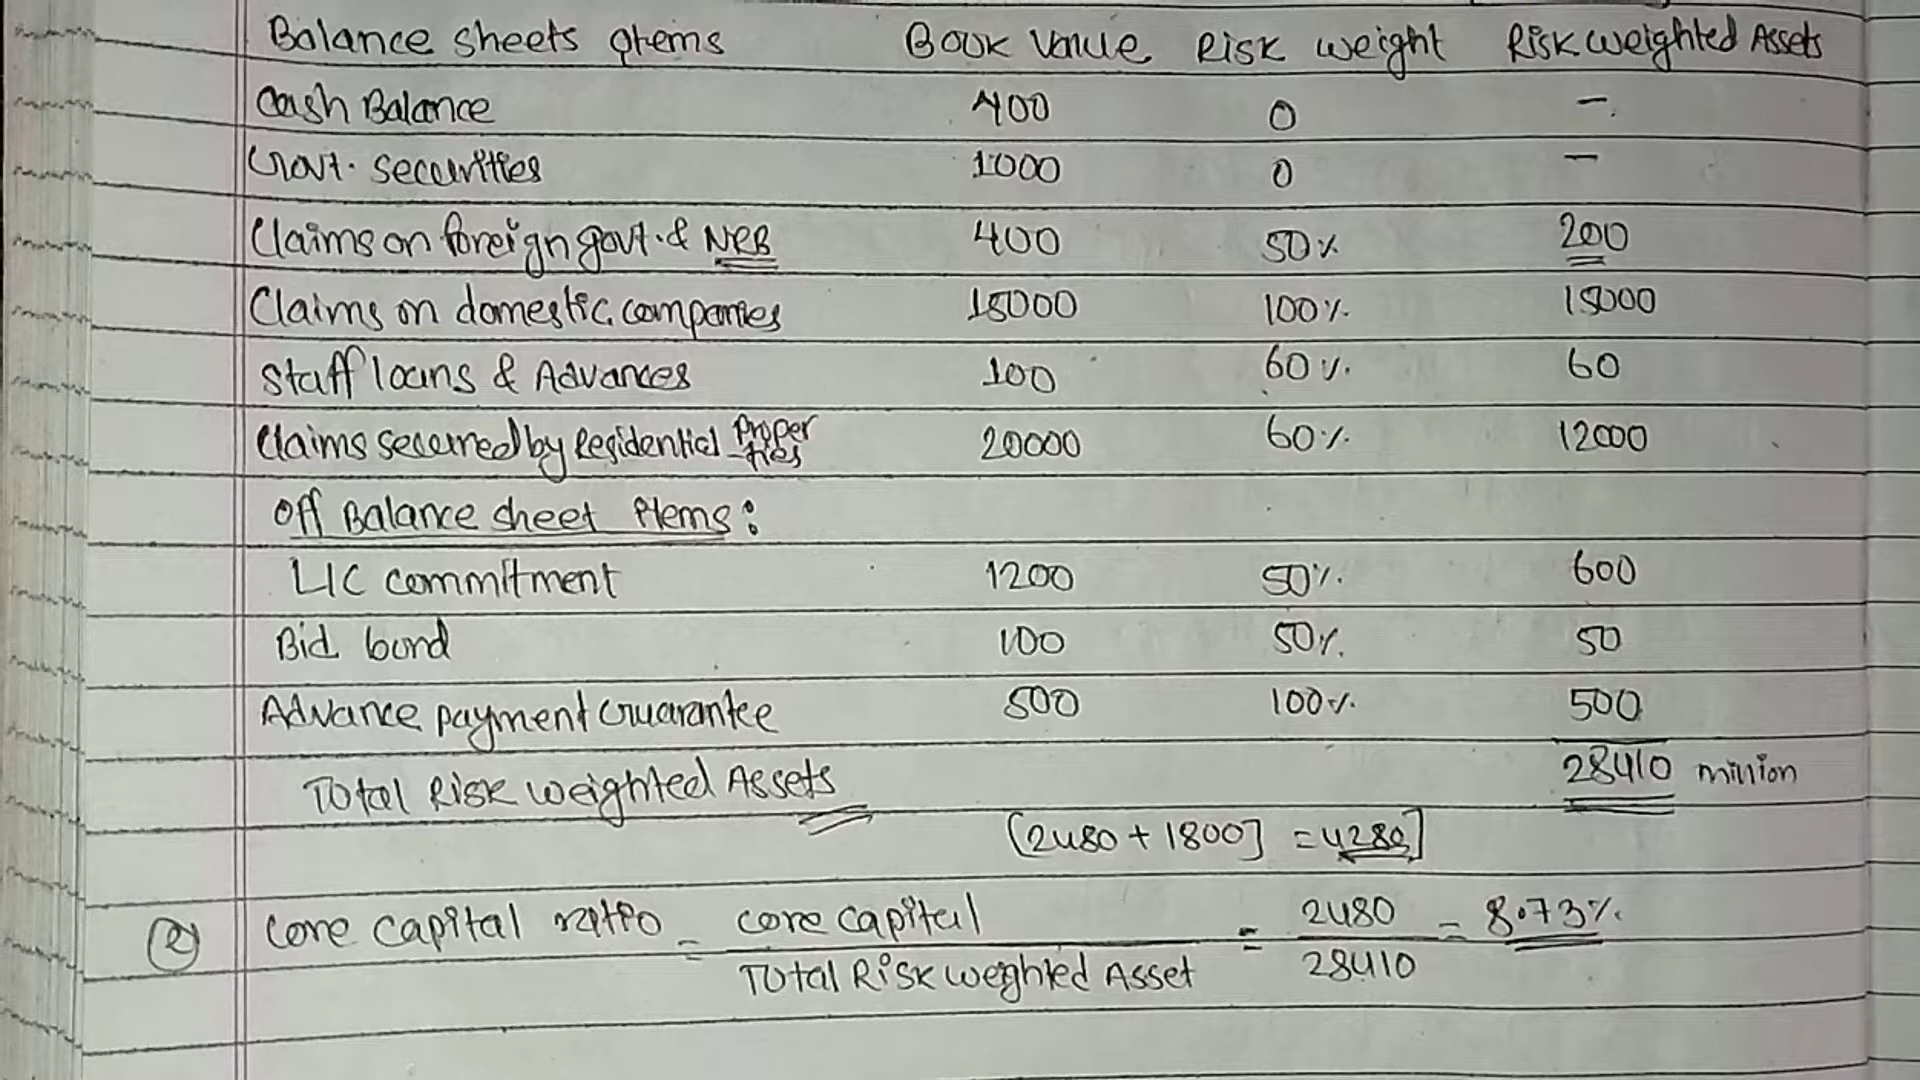 Balance sheets items Book Value Risk weight Risk weighted Assets
Cash Balance 400 0 -
Govt. securities 1000 0 -
Claims on foreign govt. & NRB 400 50% 200
Claims on domestic companies 15000 100% 15000
Staff loans & Advances 100 60% 60
Claims secured by Residential Properties 20000 60% 12000
Off Balance sheet items:
L/C commitment 1200 50% 600
Bid bond 100 50% 50
Advance payment Guarantee 500 100% 500
Total Risk weighted Assets 28410 million
[2480 + 1800] = 4280]
(2) Core capital ratio = core capital / Total Risk weighted Asset = 2480 / 28410 = 8.73%